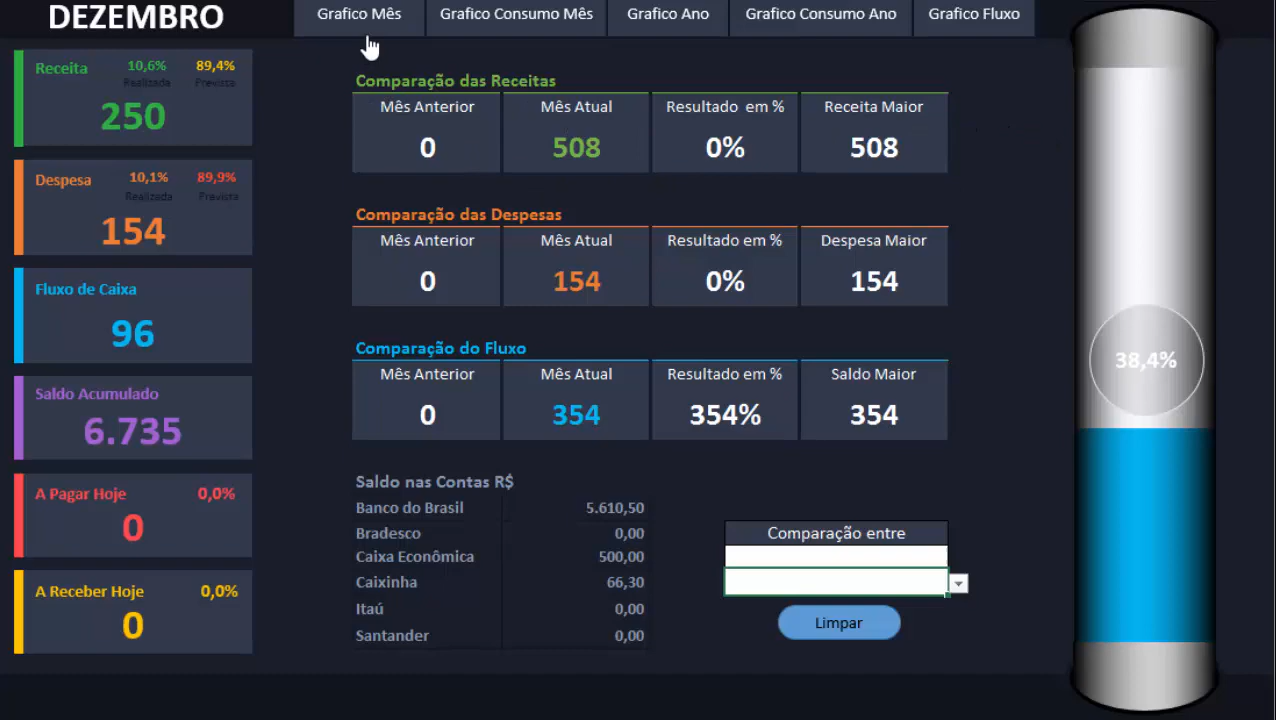 DEZEMBRO
Grafico Mês
Grafico Consumo Mês
Grafico Ano
Grafico Consumo Ano
Grafico Fluxo
Receita
10,6%
89,4%
Realizada
Prevista
250
Despesa
10,1%
89,9%
Realizada
Prevista
154
Fluxo de Caixa
96
Saldo Acumulado
6.735
A Pagar Hoje
0,0%
0
A Receber Hoje
0,0%
0
Comparação das Receitas
Mês Anterior
Mês Atual
Resultado em %
Receita Maior
0
508
0%
508
Comparação das Despesas
Mês Anterior
Mês Atual
Resultado em %
Despesa Maior
0
154
0%
154
Comparação do Fluxo
Mês Anterior
Mês Atual
Resultado em %
Saldo Maior
0
354
354%
354
Saldo nas Contas R$
Banco do Brasil 5.610,50
Bradesco 0,00
Caixa Econômica 500,00
Caixinha 66,30
Itaú 0,00
Santander 0,00
Comparação entre
Limpar
38,4%